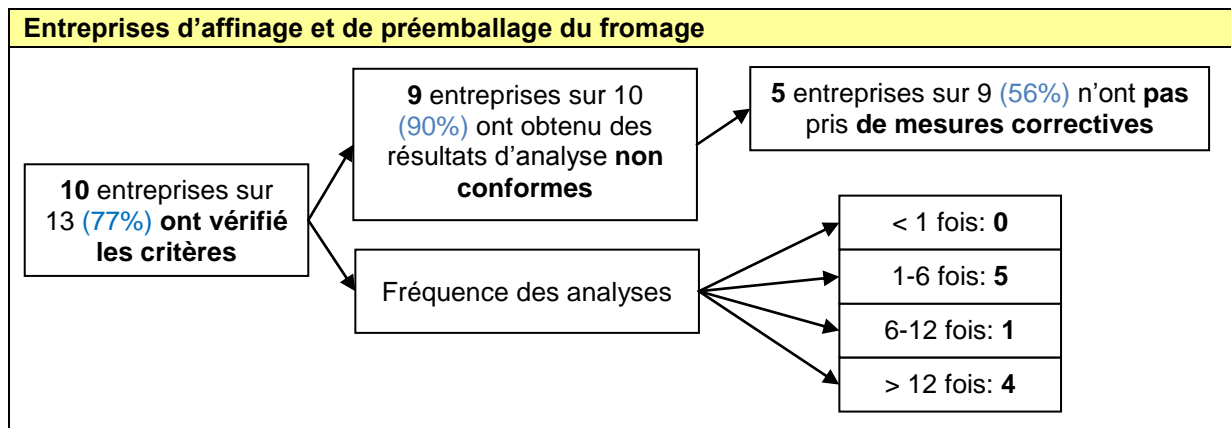 Entreprises d'affinage et de préemballage du fromage
10 entreprises sur
13 (77%) ont vérifié
les critères
9 entreprises sur 10
(90%) ont obtenu des
résultats d'analyse non
conformes
5 entreprises sur 9 (56%) n'ont pas
pris de mesures correctives
Fréquence des analyses
< 1 fois: 0
1-6 fois: 5
6-12 fois: 1
> 12 fois: 4